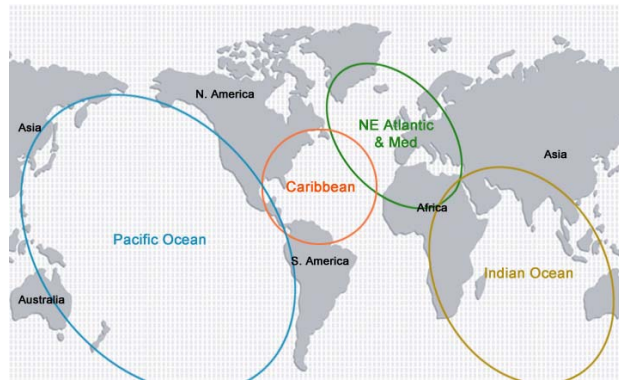 N. America
Asia
NE Atlantic
& Med
Asia
Caribbean
Africa
Pacific Ocean
S. America
Indian Ocean
Australia